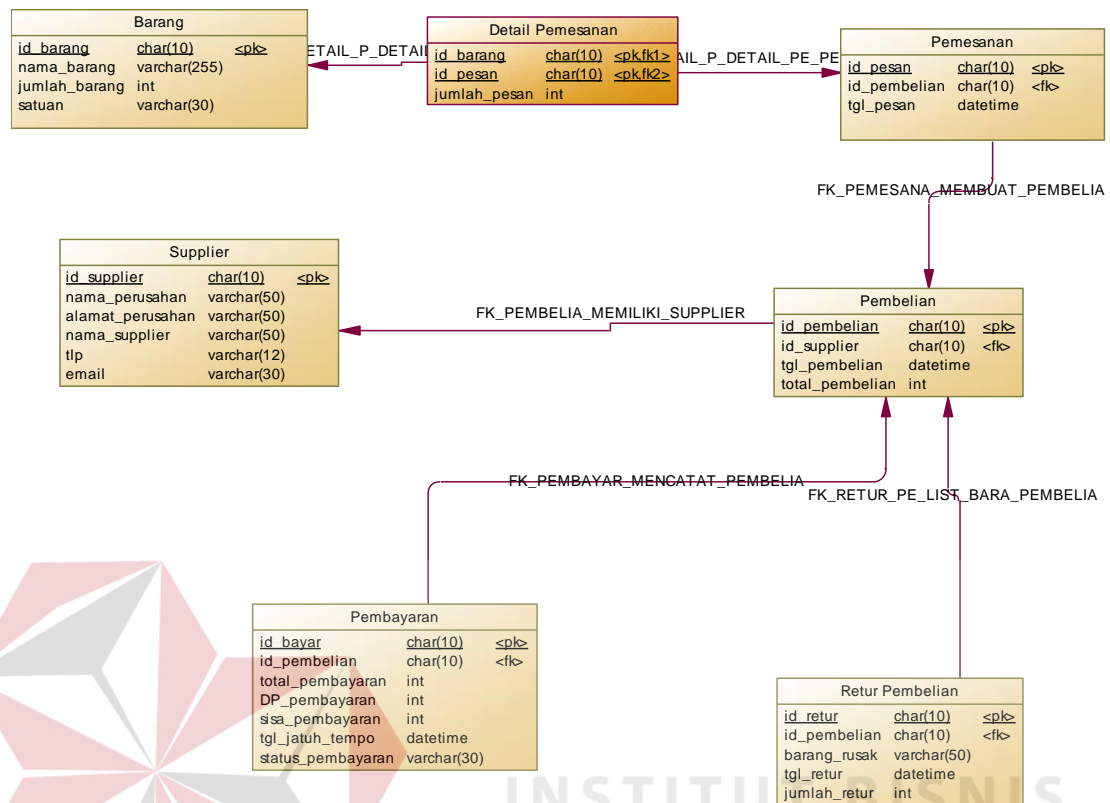 Barang
id_barang char(10) <pk>
nama_barang varchar(255)
jumlah_barang int
satuan varchar(30)
ETAIL_P_DETAIL
Detail Pemesanan
id_barang char(10) <pk,fk1>
id_pesan char(10) <pk,fk2>
jumlah_pesan int
AIL_P_DETAIL_PE_PE
Pemesanan
id_pesan char(10) <pk>
id_pembelian char(10) <fk>
tgl_pesan datetime
FK_PEMESANA_MEMBUAT_PEMBELIA
Supplier
id_supplier char(10) <pk>
nama_perusahan varchar(50)
alamat_perusahan varchar(50)
nama_supplier varchar(50)
tlp varchar(12)
email varchar(30)
FK_PEMBELIA_MEMILIKI_SUPPLIER
Pembelian
id_pembelian char(10) <pk>
id_supplier char(10) <fk>
tgl_pembelian datetime
total_pembelian int
FK_PEMBAYAR_MENCATAT_PEMBELIA
FK_RETUR_PE_LIST_BARA_PEMBELIA
Pembayaran
id_bayar char(10) <pk>
id_pembelian char(10) <fk>
total_pembayaran int
DP_pembayaran int
sisa_pembayaran int
tgl_jatuh_tempo datetime
status_pembayaran varchar(30)
Retur Pembelian
id_retur char(10) <pk>
id_pembelian char(10) <fk>
barang_rusak varchar(50)
tgl_retur datetime
jumlah_retur int
INSTITUT BISNIS